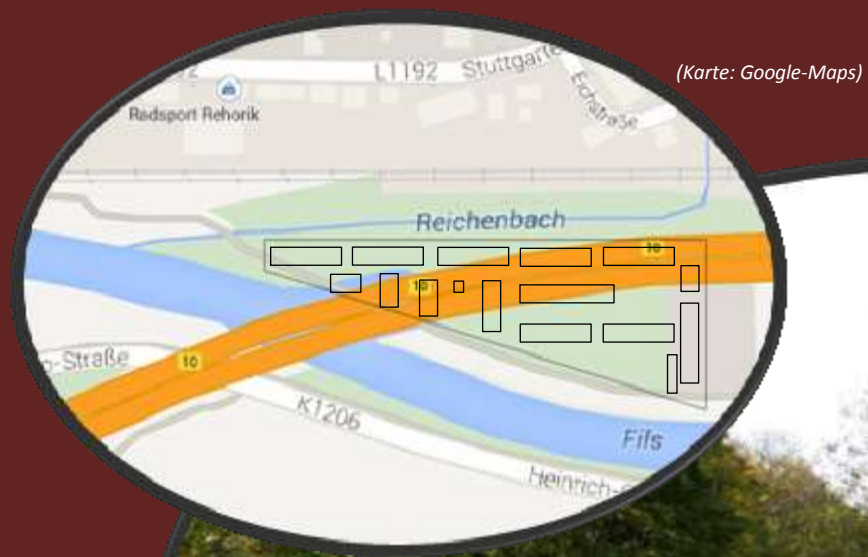 (Karte: Google-Maps)
L1192
Stuttgarte
Eichstraße
Radsport Rehorik
Reichenbach
10
10
10
o-Straße
K1206
Fils
Heinrich-